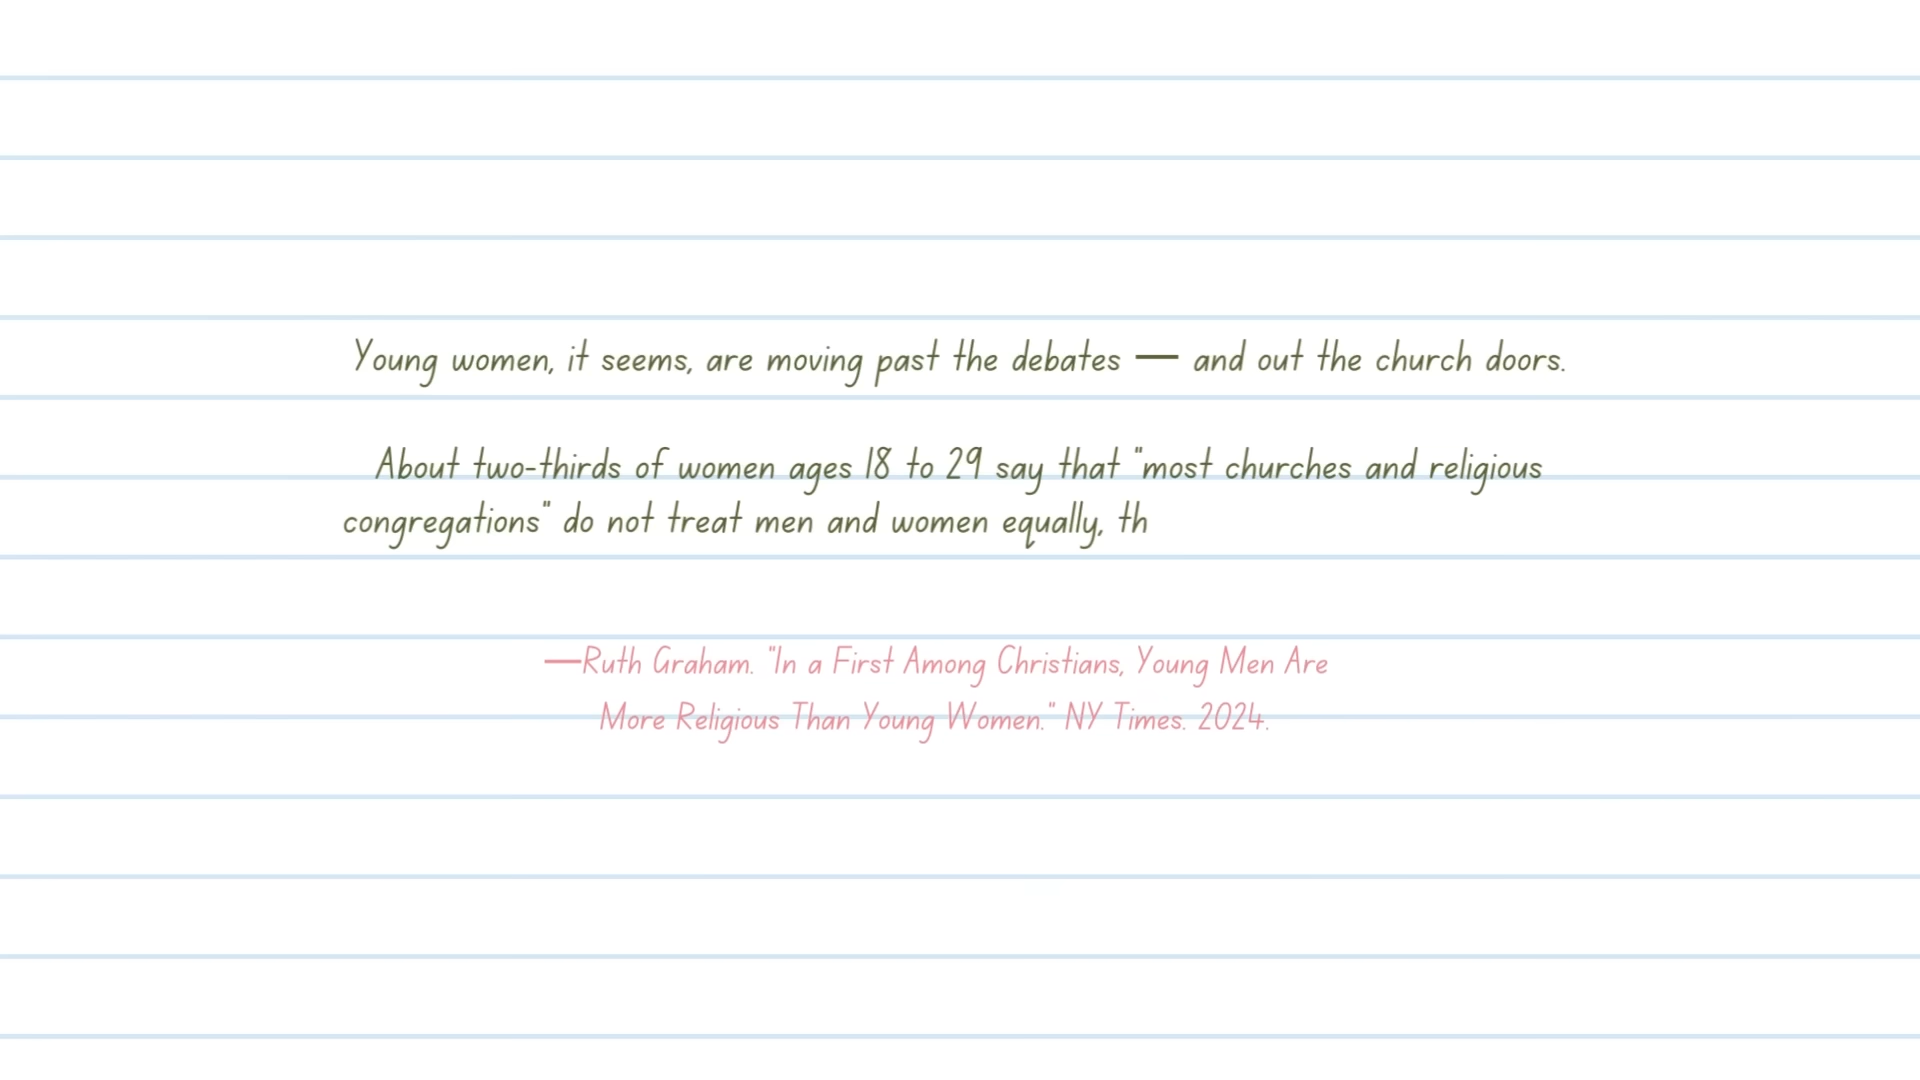 Young women, it seems, are moving past the debates — and out the church doors.
About two-thirds of women ages 18 to 29 say that "most churches and religious
congregations" do not treat men and women equally, th
—Ruth Graham. "In a First Among Christians, Young Men Are
More Religious Than Young Women." NY Times. 2024.